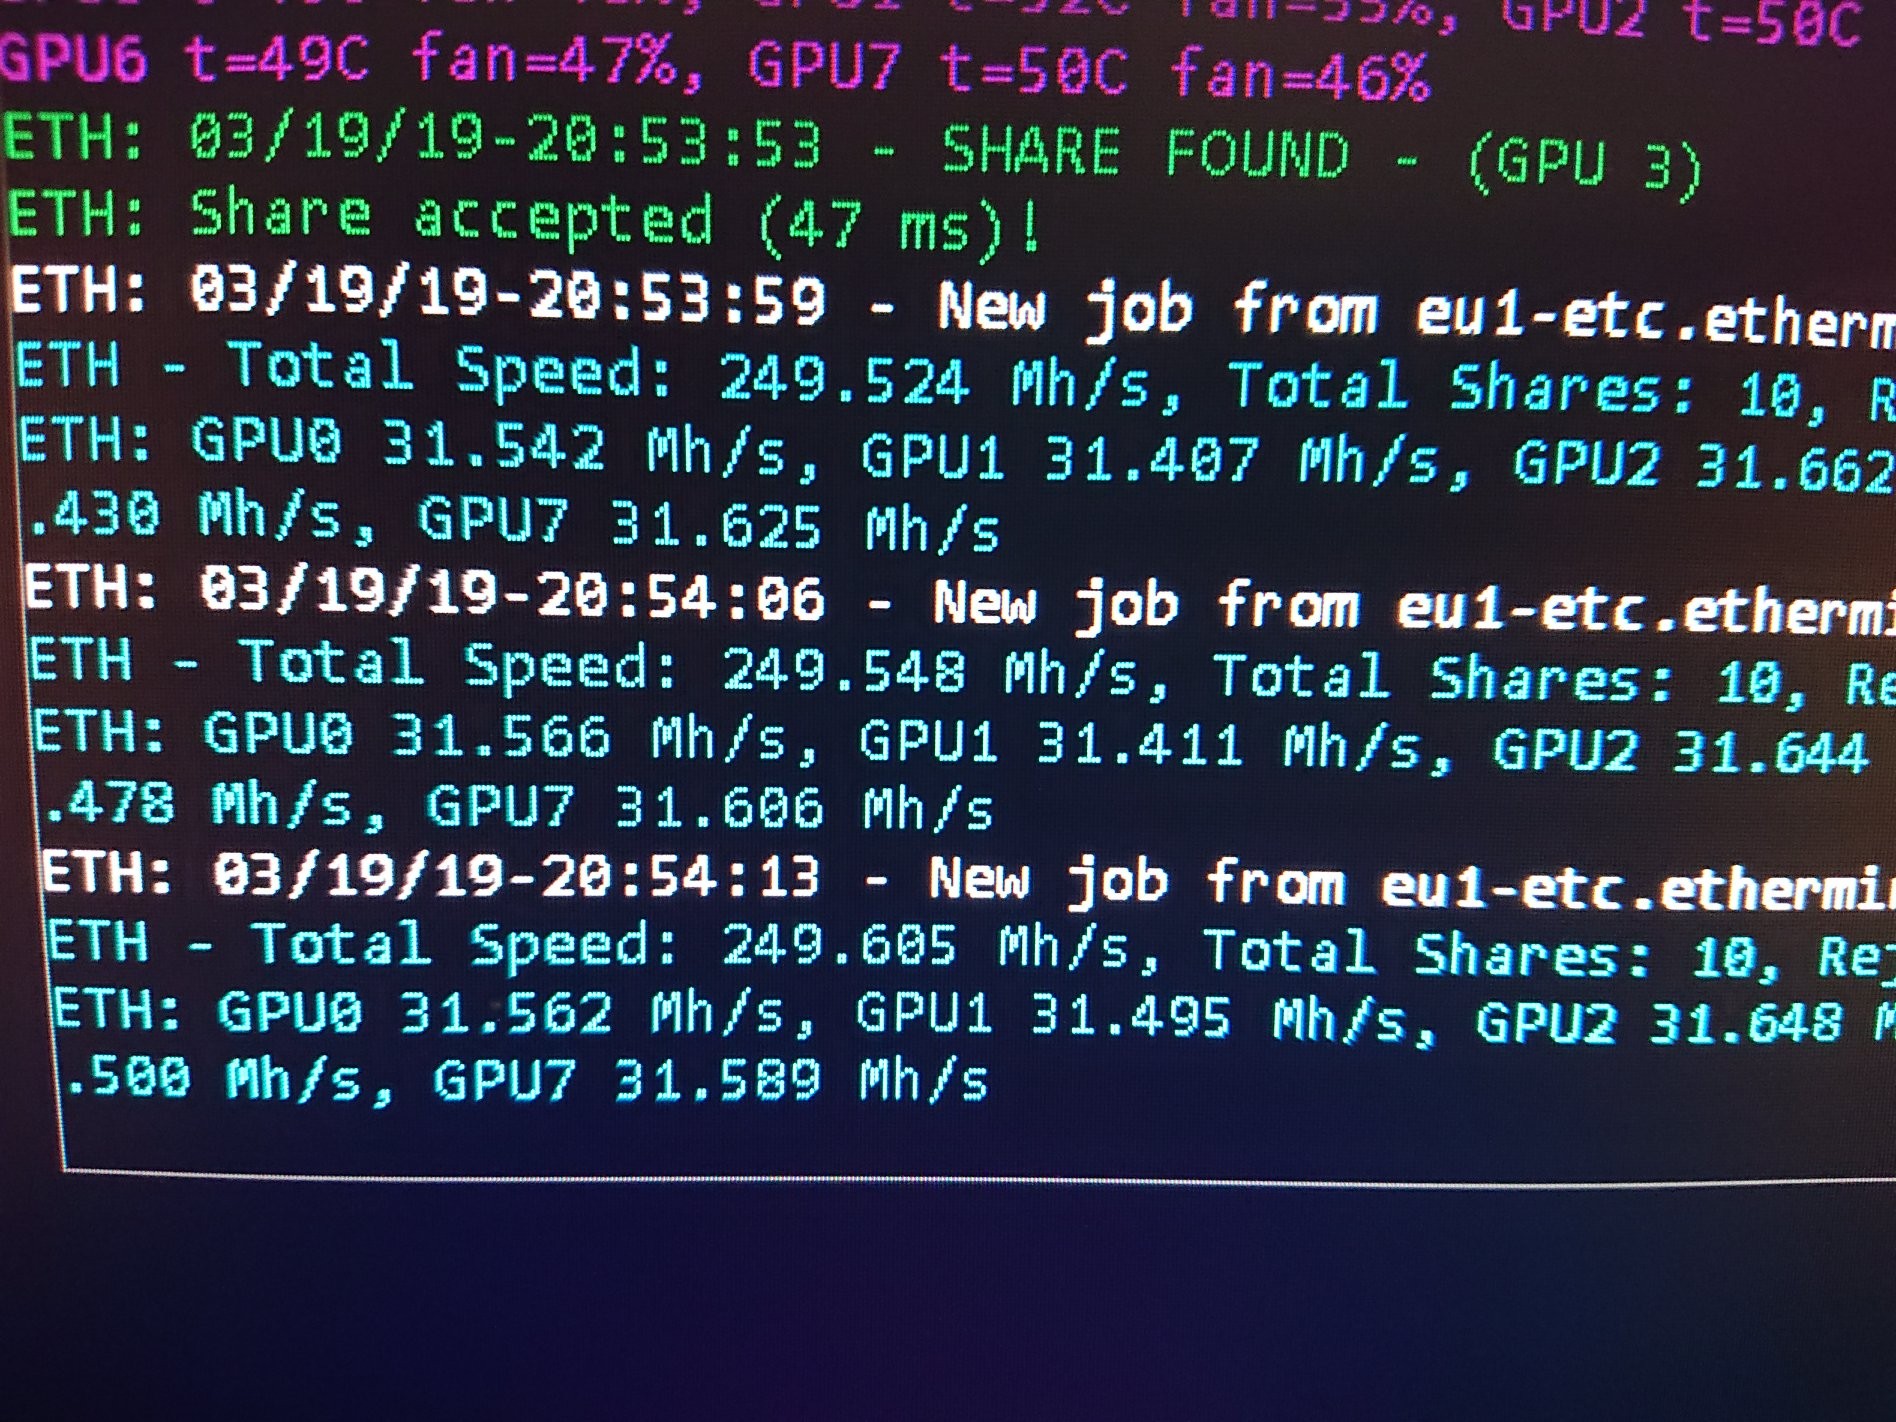 fan=55%, GPU2 t=50C
GPU6 t=49C fan=47%, GPU7 t=50C fan=46%
ETH: 03/19/19-20:53:53 - SHARE FOUND - (GPU 3)
ETH: Share accepted (47 ms)!
ETH: 03/19/19-20:53:59 - New job from eu1-etc.etherm
ETH - Total Speed: 249.524 Mh/s, Total Shares: 10, R
ETH: GPU0 31.542 Mh/s, GPU1 31.407 Mh/s, GPU2 31.662
.430 Mh/s, GPU7 31.625 Mh/s
ETH: 03/19/19-20:54:06 - New job from eu1-etc.ethermi
ETH - Total Speed: 249.548 Mh/s, Total Shares: 10, Re
ETH: GPU0 31.566 Mh/s, GPU1 31.411 Mh/s, GPU2 31.644
.478 Mh/s, GPU7 31.606 Mh/s
ETH: 03/19/19-20:54:13 - New job from eu1-etc.ethermi
ETH - Total Speed: 249.605 Mh/s, Total Shares: 10, Rej
ETH: GPU0 31.562 Mh/s, GPU1 31.495 Mh/s, GPU2 31.648 M
.500 Mh/s, GPU7 31.589 Mh/s